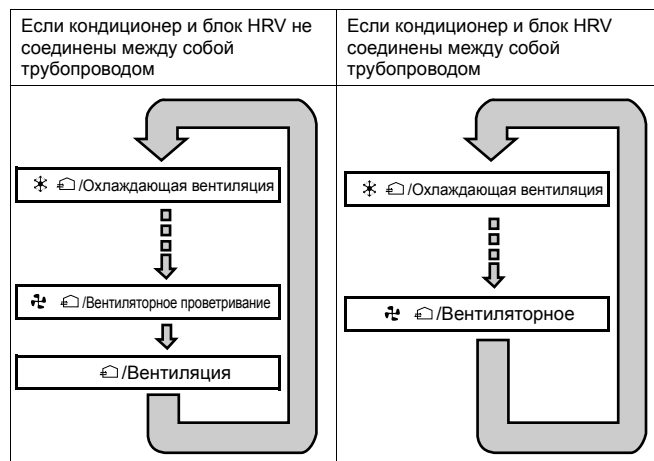 Если кондиционер и блок HRV не
соединены между собой
трубопроводом
Если кондиционер и блок HRV
соединены между собой
трубопроводом
/Охлаждающая вентиляция
/Вентиляторное проветривание
/Вентиляция
/Охлаждающая вентиляция
/Вентиляторное